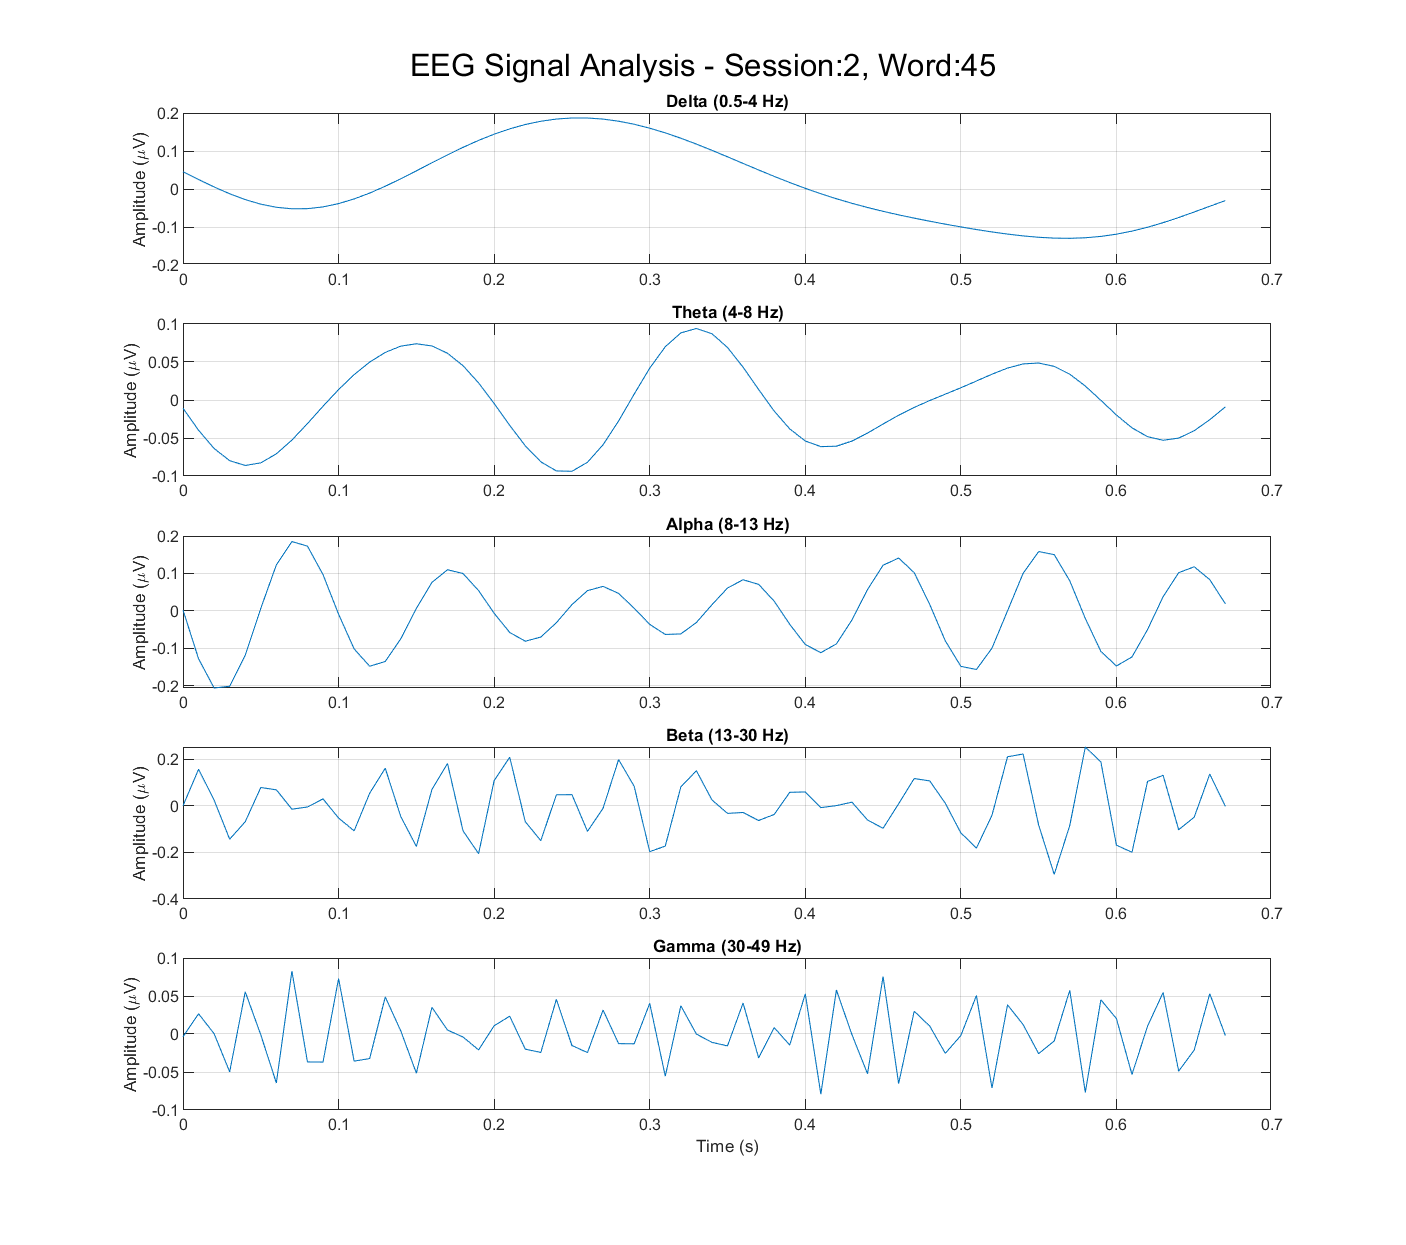 EEG Signal Analysis - Session:2, Word:45
Delta (0.5-4 Hz)
Amplitude (μV)
0.2
0.1
0
-0.1
-0.2
0 0.1 0.2 0.3 0.4 0.5 0.6 0.7
Theta (4-8 Hz)
Amplitude (μV)
0.1
0.05
0
-0.05
-0.1
0 0.1 0.2 0.3 0.4 0.5 0.6 0.7
Alpha (8-13 Hz)
Amplitude (μV)
0.2
0.1
0
-0.1
-0.2
0 0.1 0.2 0.3 0.4 0.5 0.6 0.7
Beta (13-30 Hz)
Amplitude (μV)
0.2
0
-0.2
-0.4
0 0.1 0.2 0.3 0.4 0.5 0.6 0.7
Gamma (30-49 Hz)
Amplitude (μV)
0.1
0.05
0
-0.05
-0.1
0 0.1 0.2 0.3 0.4 0.5 0.6 0.7
Time (s)